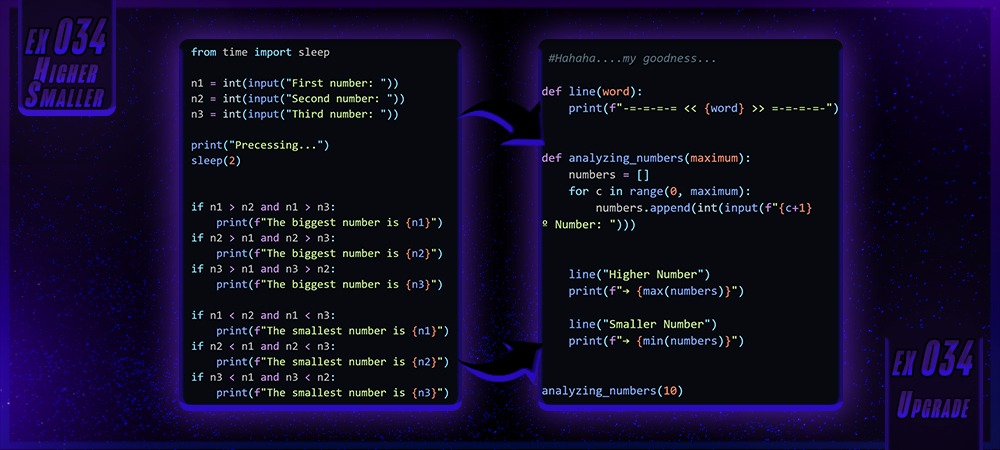 EX 034
HIGHER
SMALLER
from time import sleep
n1 = int(input("First number: "))
n2 = int(input("Second number: "))
n3 = int(input("Third number: "))
print("Precessing...")
sleep(2)
if n1 > n2 and n1 > n3:
    print(f"The biggest number is {n1}")
if n2 > n1 and n2 > n3:
    print(f"The biggest number is {n2}")
if n3 > n1 and n3 > n2:
    print(f"The biggest number is {n3}")
if n1 < n2 and n1 < n3:
    print(f"The smallest number is {n1}")
if n2 < n1 and n2 < n3:
    print(f"The smallest number is {n2}")
if n3 < n1 and n3 < n2:
    print(f"The smallest number is {n3}")
#Hahaha....my goodness...
def line(word):
    print(f"-=-=-=-= << {word} >> =-=-=-=-")
def analyzing_numbers(maximum):
    numbers = []
    for c in range(0, maximum):
        numbers.append(int(input(f"{c+1}
º Number: ")))
    line("Higher Number")
    print(f"→ {max(numbers)}")
    line("Smaller Number")
    print(f"→ {min(numbers)}")
analyzing_numbers(10)
EX 034
UPGRADE